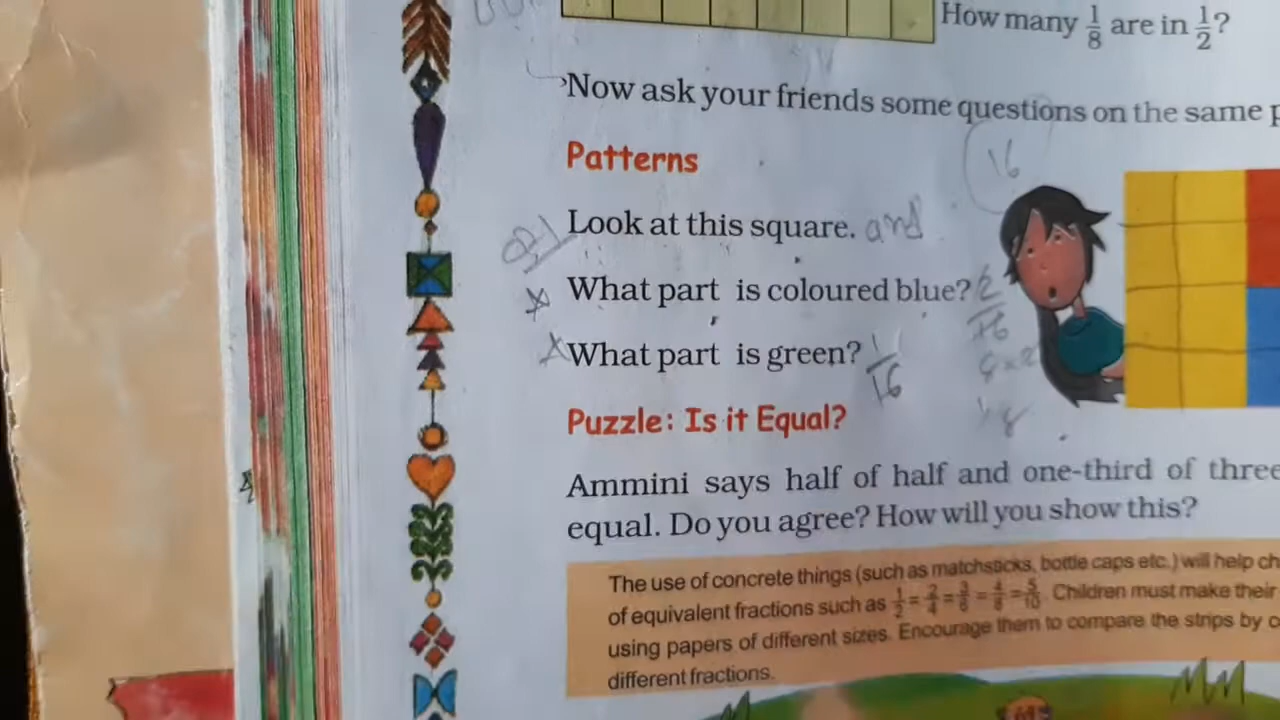 How many 1/8 are in 1/2?
Now ask your friends some questions on the same p
Patterns
16
Look at this square. and
What part is coloured blue? 2/16
What part is green? 1/16
Puzzle: Is it Equal?
Ammini says half of half and one-third of three
equal. Do you agree? How will you show this?
The use of concrete things (such as matchsticks, bottle caps etc.) will help ch
of equivalent fractions such as 1/2 = 2/4 = 3/6 = 4/8 = 5/10. Children must make their
using papers of different sizes. Encourage them to compare the strips by c
different fractions.